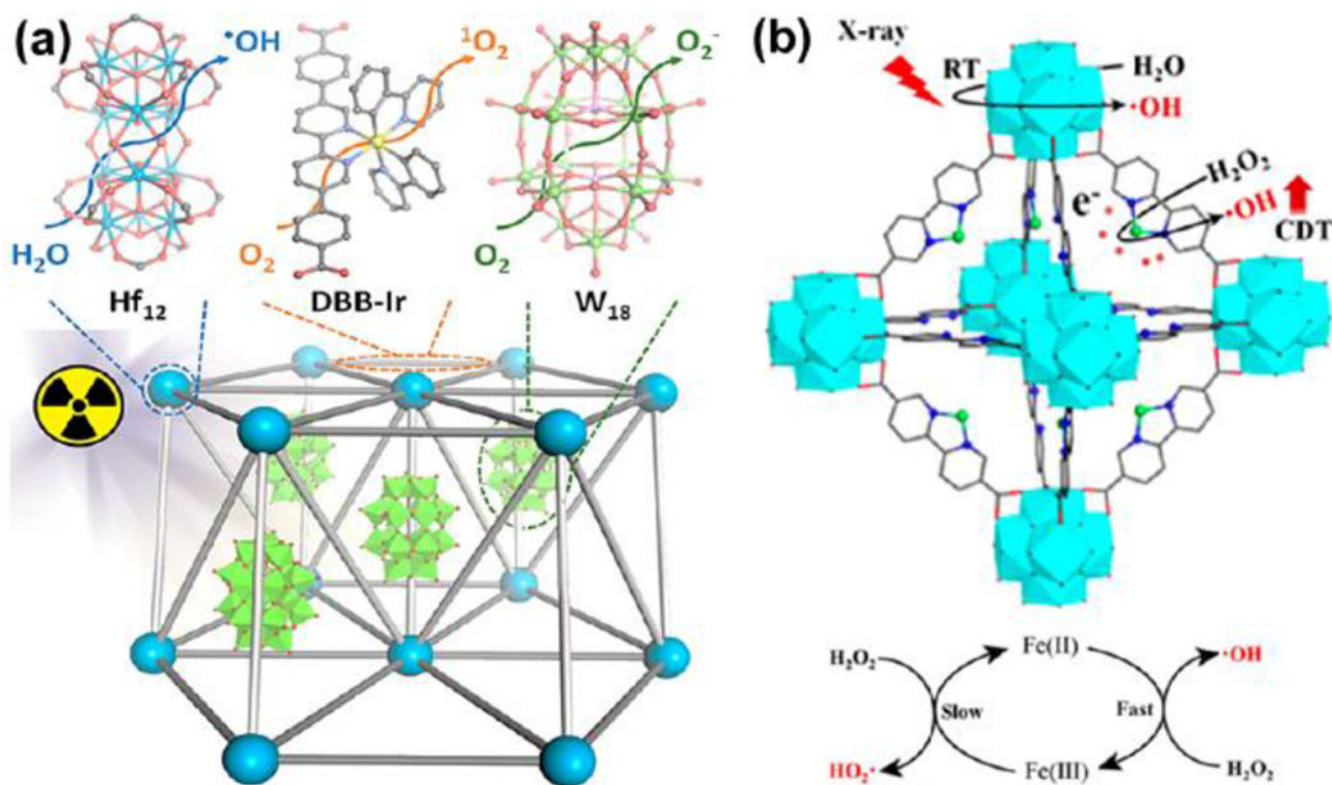 (a)
•OH
¹O₂
O₂⁻
H₂O
O₂
O₂
Hf₁₂
DBB-Ir
W₁₈
(b)
X-ray
RT
H₂O
·OH
H₂O₂
e⁻
·OH
CDT
H₂O₂
Fe(II)
·OH
Slow
Fast
HO₂·
Fe(III)
H₂O₂